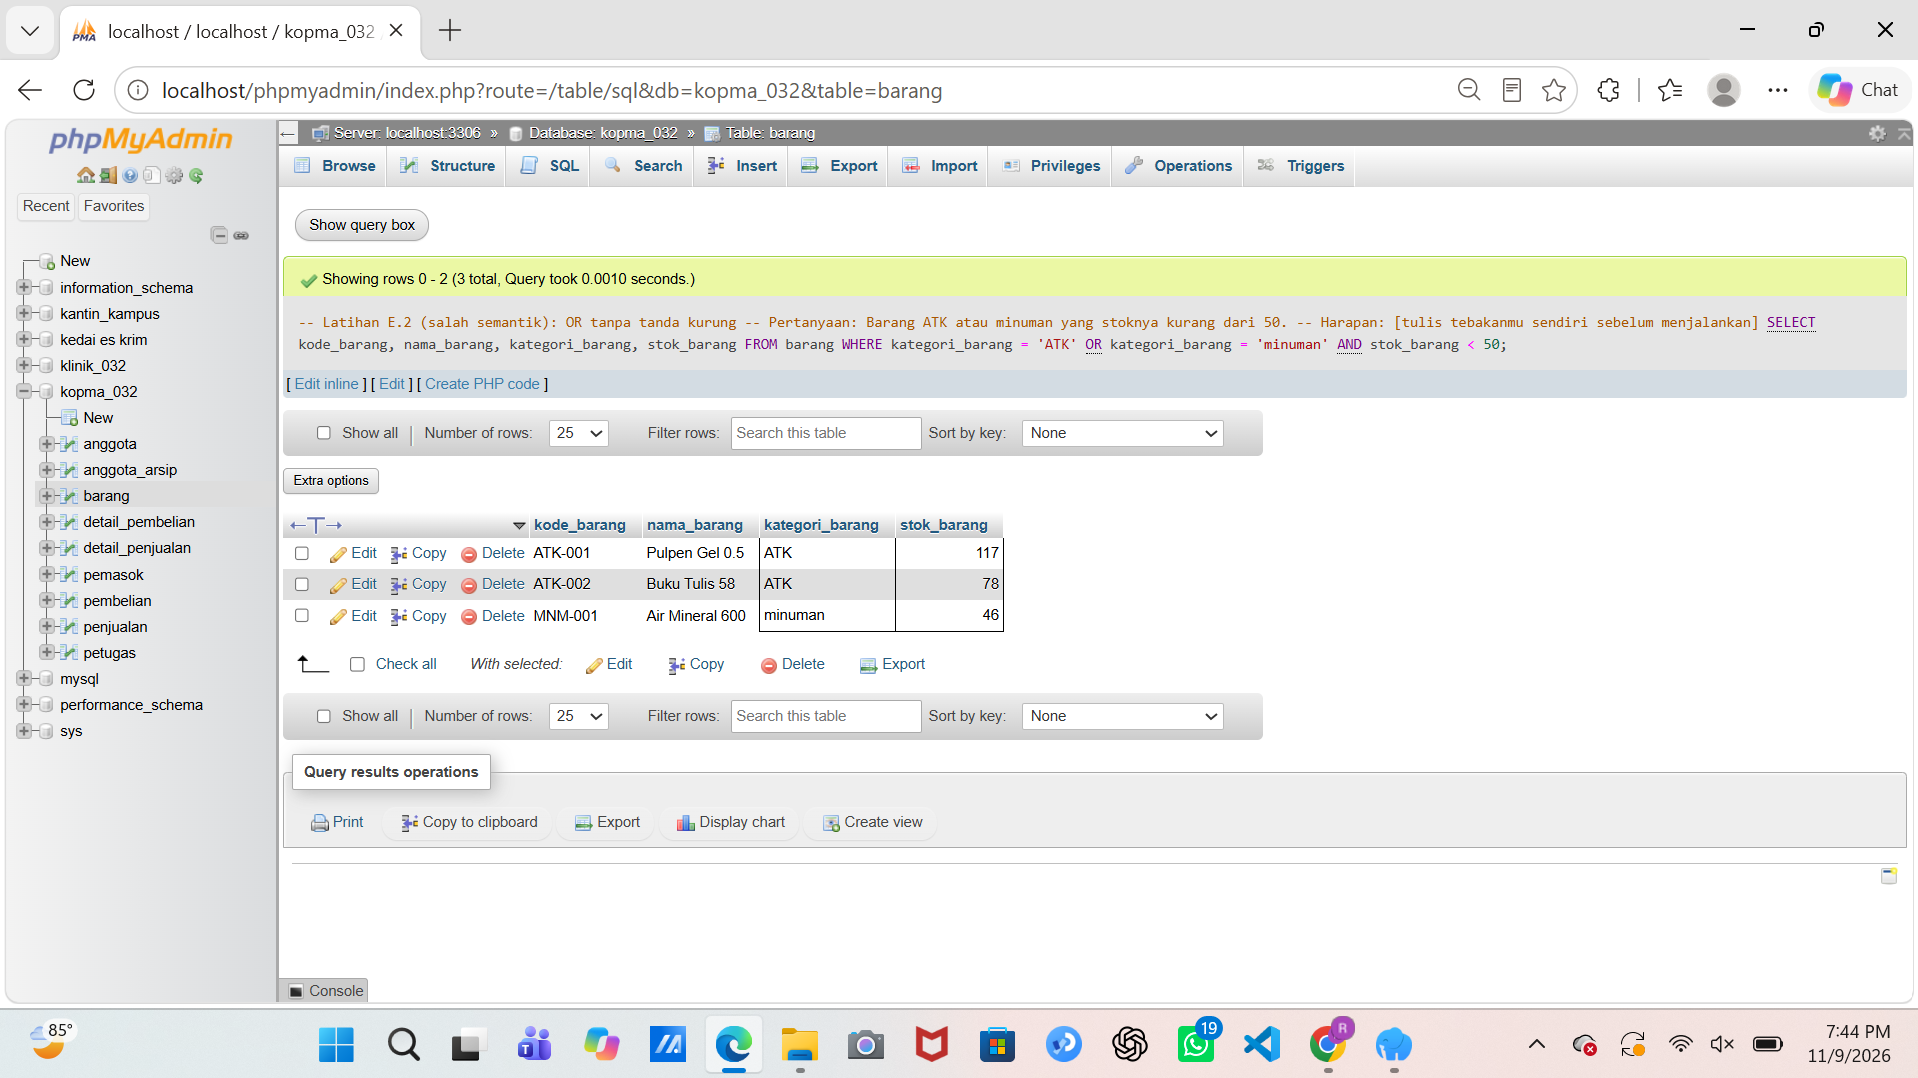 localhost / localhost / kopma_032
localhost/phpmyadmin/index.php?route=/table/sql&db=kopma_032&table=barang
Chat
phpMyAdmin
Recent Favorites
New
information_schema
kantin_kampus
kedai es krim
klinik_032
kopma_032
New
anggota
anggota_arsip
barang
detail_pembelian
detail_penjualan
pemasok
pembelian
penjualan
petugas
mysql
performance_schema
sys
Server: localhost:3306 » Database: kopma_032 » Table: barang
Browse Structure SQL Search Insert Export Import Privileges Operations Triggers
Show query box
Showing rows 0 - 2 (3 total, Query took 0.0010 seconds.)
-- Latihan E.2 (salah semantik): OR tanpa tanda kurung -- Pertanyaan: Barang ATK atau minuman yang stoknya kurang dari 50. -- Harapan: [tulis tebakanmu sendiri sebelum menjalankan] SELECT
kode_barang, nama_barang, kategori_barang, stok_barang FROM barang WHERE kategori_barang = 'ATK' OR kategori_barang = 'minuman' AND stok_barang < 50;
[ Edit inline ] [ Edit ] [ Create PHP code ]
Show all Number of rows: 25 Filter rows: Search this table Sort by key: None
Extra options
kode_barang nama_barang kategori_barang stok_barang
Edit Copy Delete ATK-001 Pulpen Gel 0.5 ATK 117
Edit Copy Delete ATK-002 Buku Tulis 58 ATK 78
Edit Copy Delete MNM-001 Air Mineral 600 minuman 46
Check all With selected: Edit Copy Delete Export
Show all Number of rows: 25 Filter rows: Search this table Sort by key: None
Query results operations
Print Copy to clipboard Export Display chart Create view
Console
85°
19
R
7:44 PM
11/9/2026